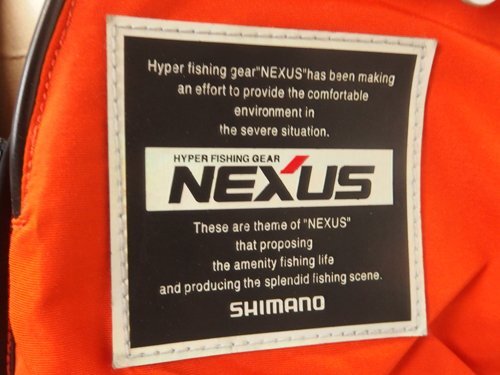 Hyper fishing gear"NEXUS"has been making
an effort to provide the comfortable
environment in
the severe situation.
HYPER FISHING GEAR
NEXUS
These are theme of "NEXUS"
that proposing
the amenity fishing life
and producing the splendid fishing scene.
SHIMANO